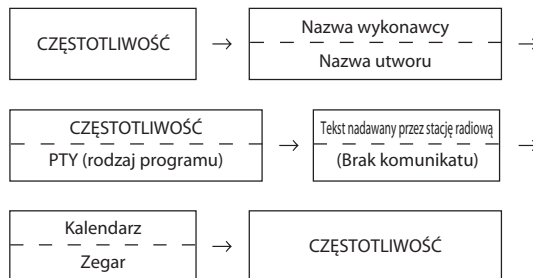 CZĘSTOTLIWOŚĆ → Nazwa wykonawcy
Nazwa utworu →
CZĘSTOTLIWOŚĆ
PTY (rodzaj programu) → Tekst nadawany przez stację radiową
(Brak komunikatu) →
Kalendarz
Zegar → CZĘSTOTLIWOŚĆ